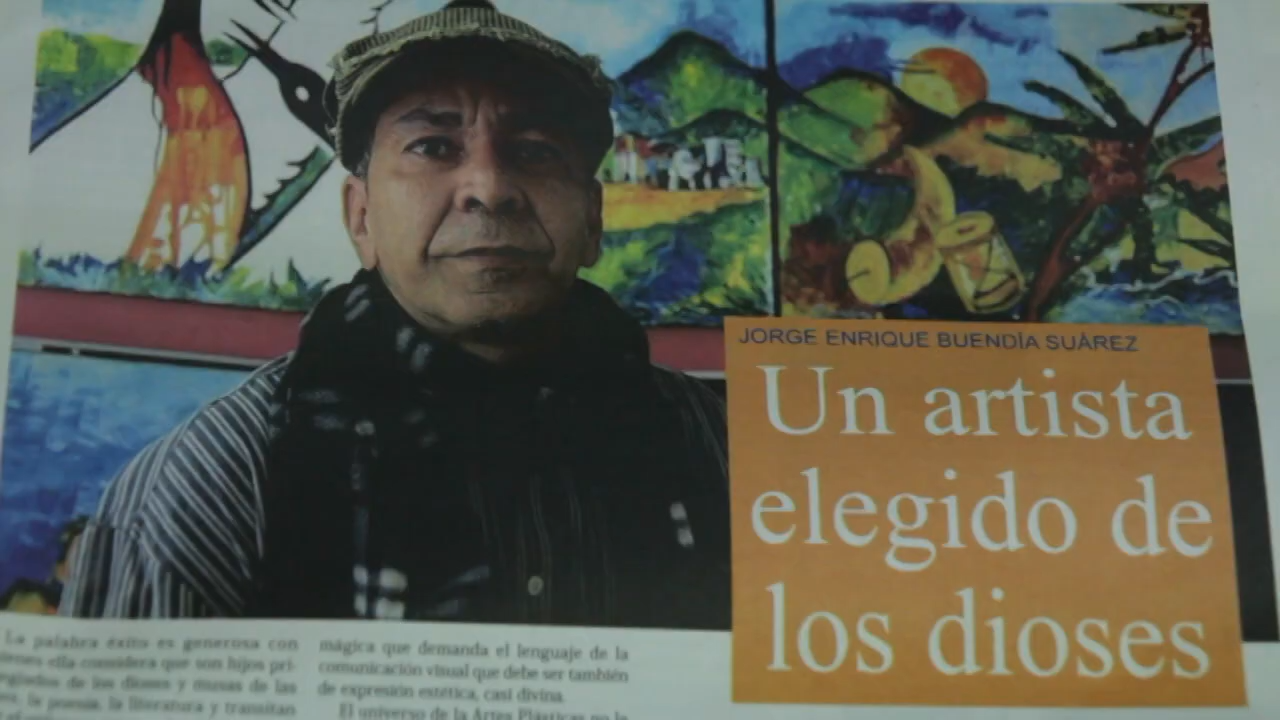 JORGE ENRIQUE BUENDÍA SUÁREZ
Un artista
elegido de
los dioses
La palabra éxito es generosa con
ella considera que son hijos pri-
de los dioses y musas de las
la poesía, la literatura y transitan
mágica que demanda el lenguaje de la
comunicación visual que debe ser también
de expresión estética, casi divina.
El universo de la Artes Plásticas no lo